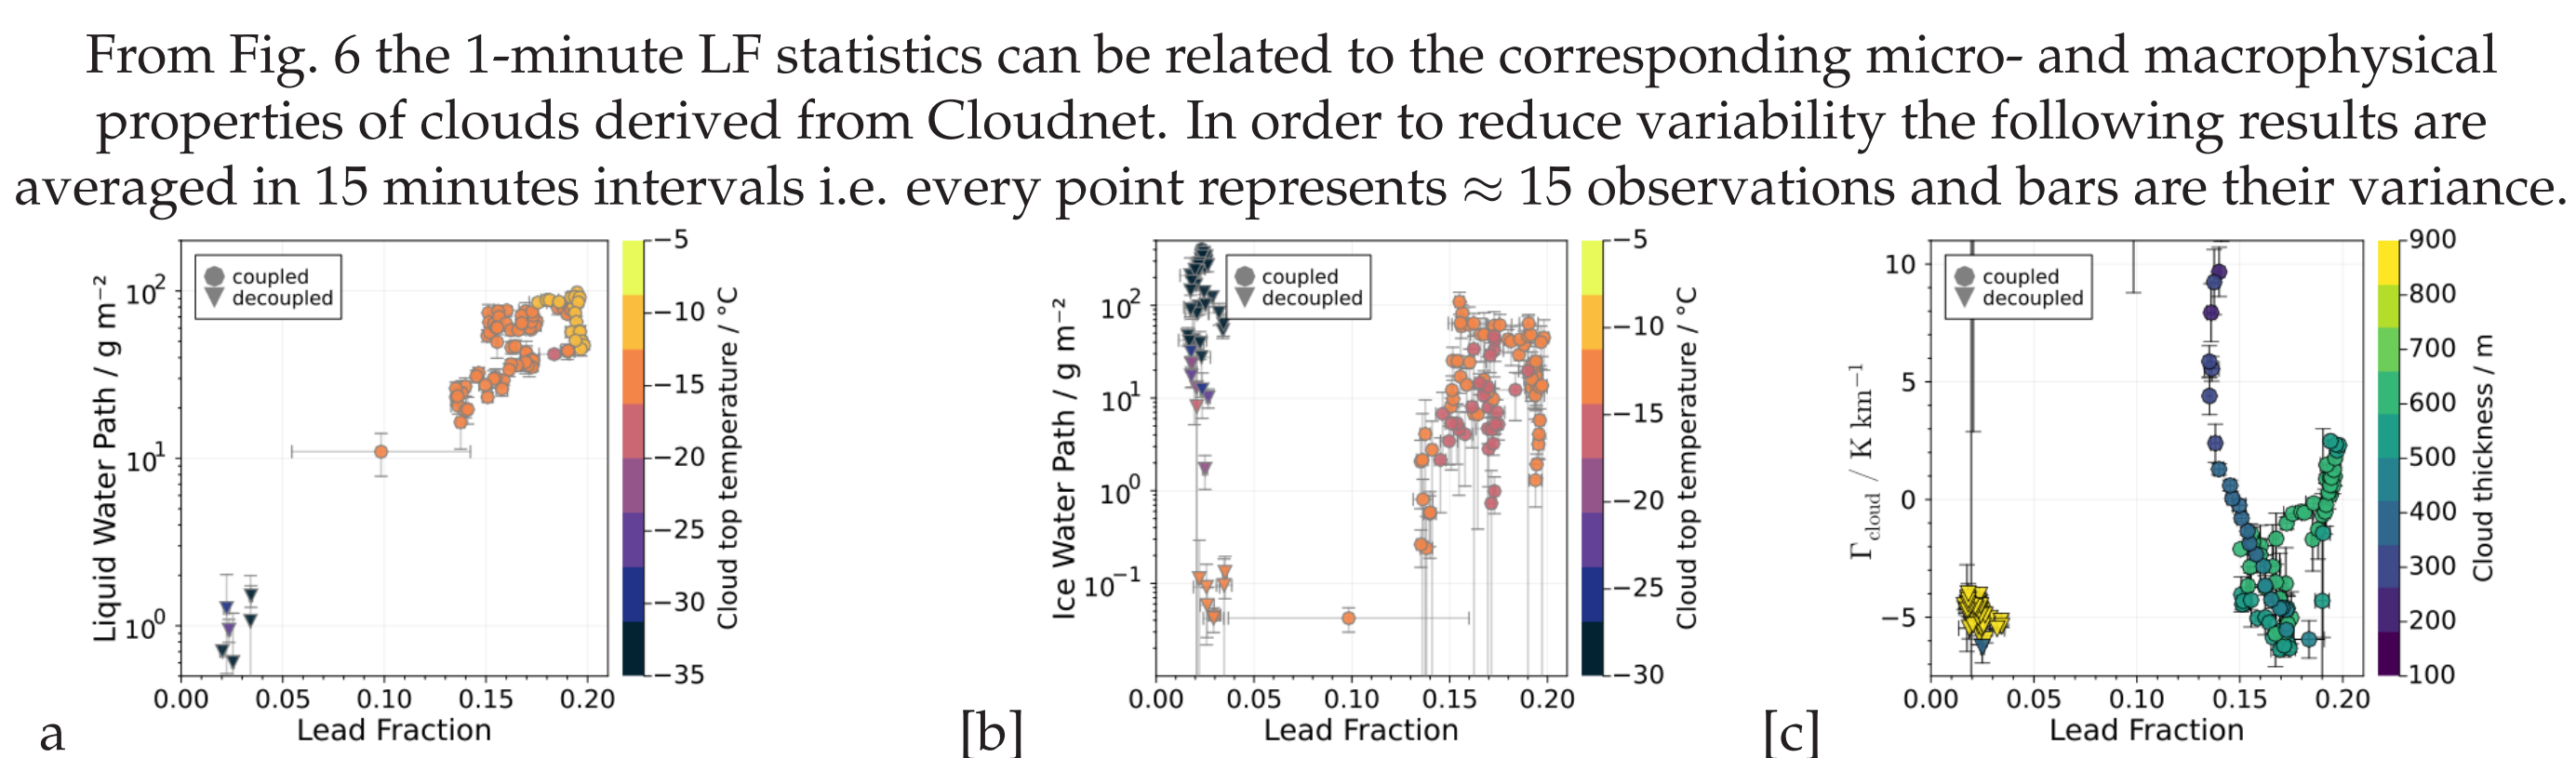 From Fig. 6 the 1-minute LF statistics can be related to the corresponding micro- and macrophysical
properties of clouds derived from Cloudnet. In order to reduce variability the following results are
averaged in 15 minutes intervals i.e. every point represents ≈ 15 observations and bars are their variance.
coupled
decoupled
10²
10¹
10⁰
Liquid Water Path / g m⁻²
0.00 0.05 0.10 0.15 0.20
Lead Fraction
−5
−10
−15
−20
−25
−30
−35
Cloud top temperature / °C
a
coupled
decoupled
10²
10¹
10⁰
10⁻¹
Ice Water Path / g m⁻²
0.00 0.05 0.10 0.15 0.20
Lead Fraction
−5
−10
−15
−20
−25
−30
Cloud top temperature / °C
[b]
coupled
decoupled
10
5
0
−5
Γcloud / K km⁻¹
0.00 0.05 0.10 0.15 0.20
Lead Fraction
900
800
700
600
500
400
300
200
100
Cloud thickness / m
[c]